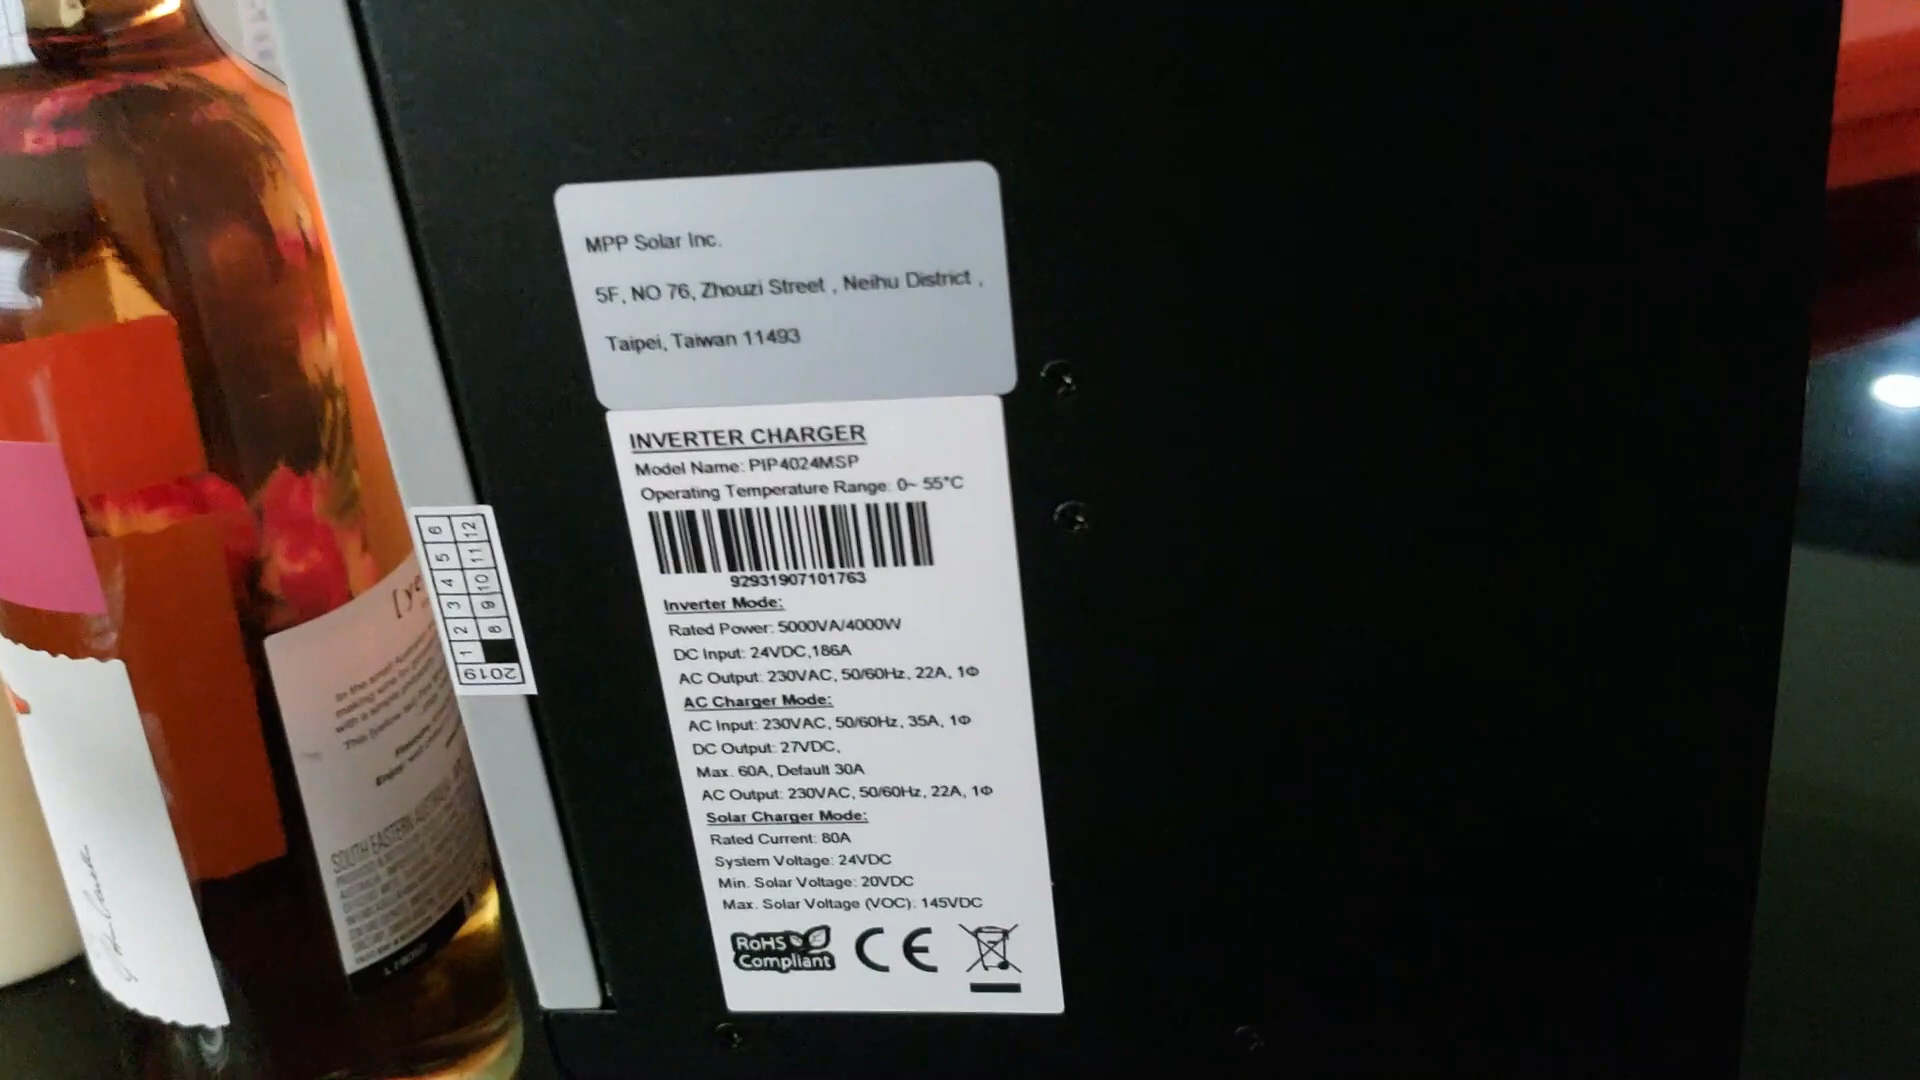 MPP Solar Inc.
5F, NO 76, Zhouzi Street , Neihu District ,
Taipei, Taiwan 11493
INVERTER CHARGER
Model Name: PIP4024MSP
Operating Temperature Range: 0~ 55°C
92931907101763
Inverter Mode:
Rated Power: 5000VA/4000W
DC Input: 24VDC,186A
AC Output: 230VAC, 50/60Hz, 22A, 1Φ
AC Charger Mode:
AC Input: 230VAC, 50/60Hz, 35A, 1Φ
DC Output: 27VDC,
Max. 60A, Default 30A
AC Output: 230VAC, 50/60Hz, 22A, 1Φ
Solar Charger Mode:
Rated Current: 80A
System Voltage: 24VDC
Min. Solar Voltage: 20VDC
Max. Solar Voltage (VOC): 145VDC
RoHS
Compliant
CE
2019
1 2 3 4 5 6
8 9 10 11 12
SOUTH EASTERN